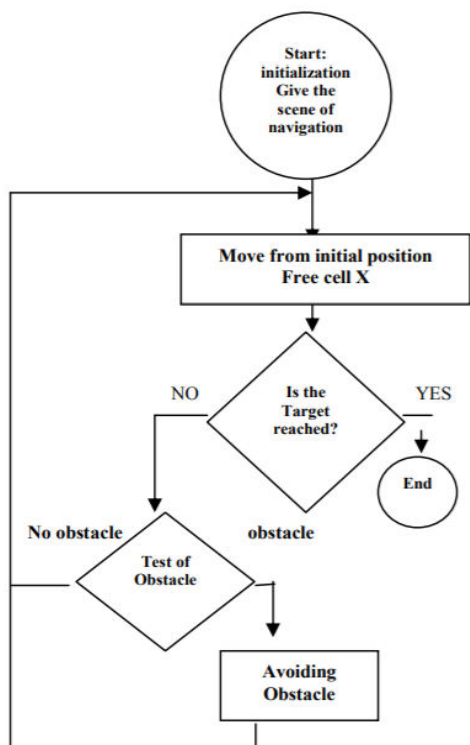 Start:
initialization
Give the
scene of
navigation
Move from initial position
Free cell X
NO
Is the
Target
reached?
YES
End
No obstacle
obstacle
Test of
Obstacle
Avoiding
Obstacle